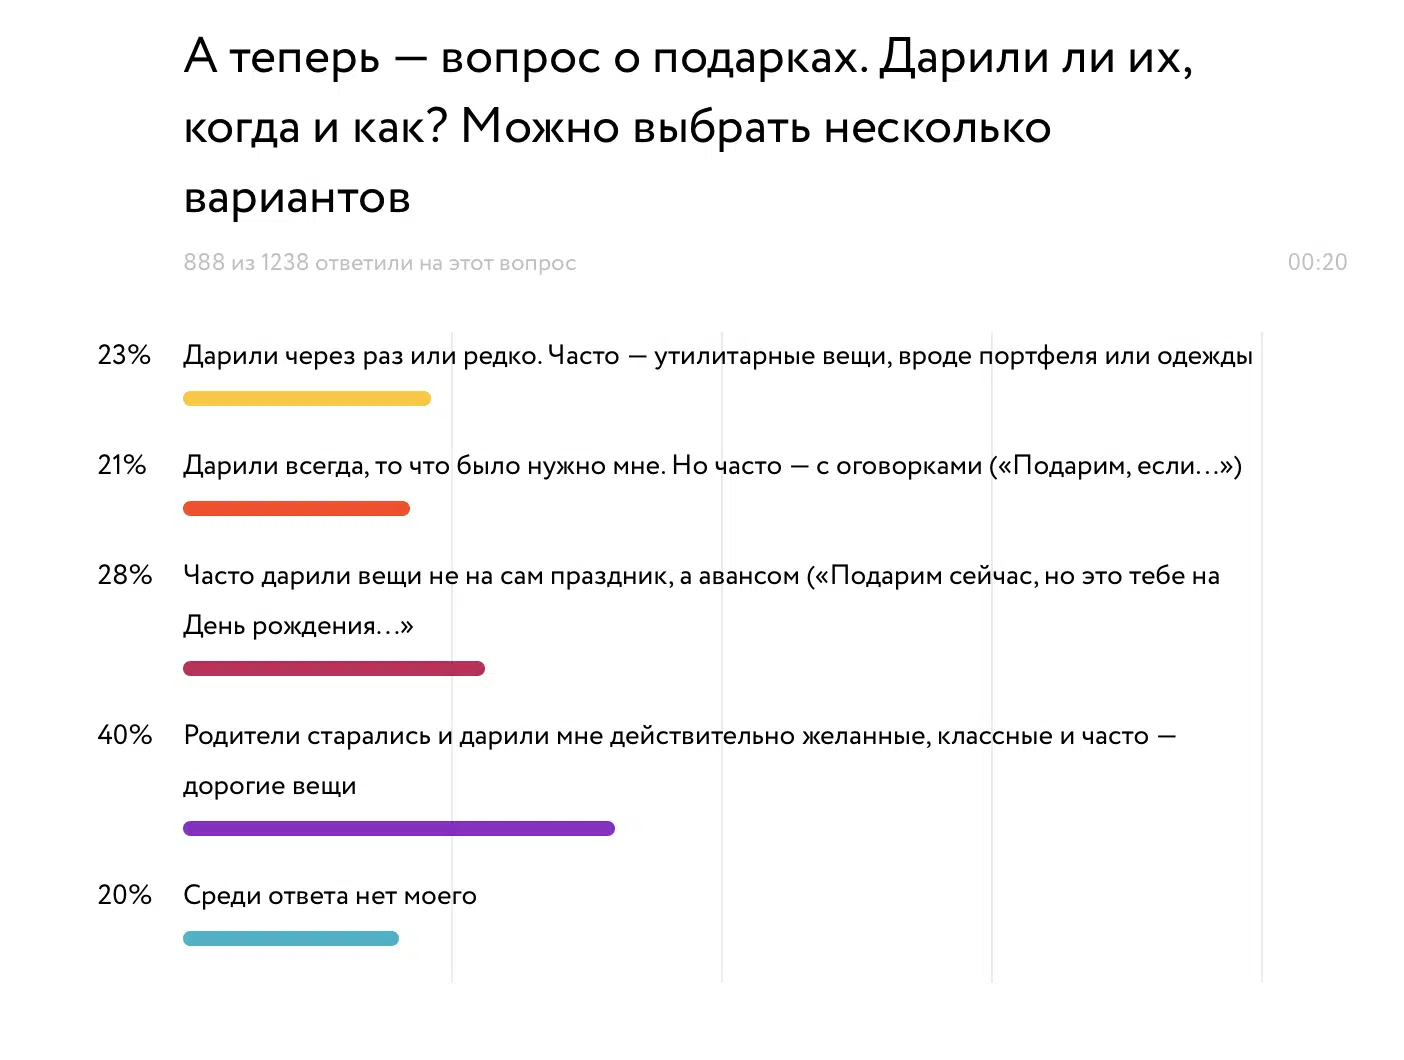 А теперь — вопрос о подарках. Дарили ли их,
когда и как? Можно выбрать несколько
вариантов
888 из 1238 ответили на этот вопрос
00:20
23% Дарили через раз или редко. Часто — утилитарные вещи, вроде портфеля или одежды
21% Дарили всегда, то что было нужно мне. Но часто — с оговорками («Подарим, если...»)
28% Часто дарили вещи не на сам праздник, а авансом («Подарим сейчас, но это тебе на
День рождения...»
40% Родители старались и дарили мне действительно желанные, классные и часто —
дорогие вещи
20% Среди ответа нет моего